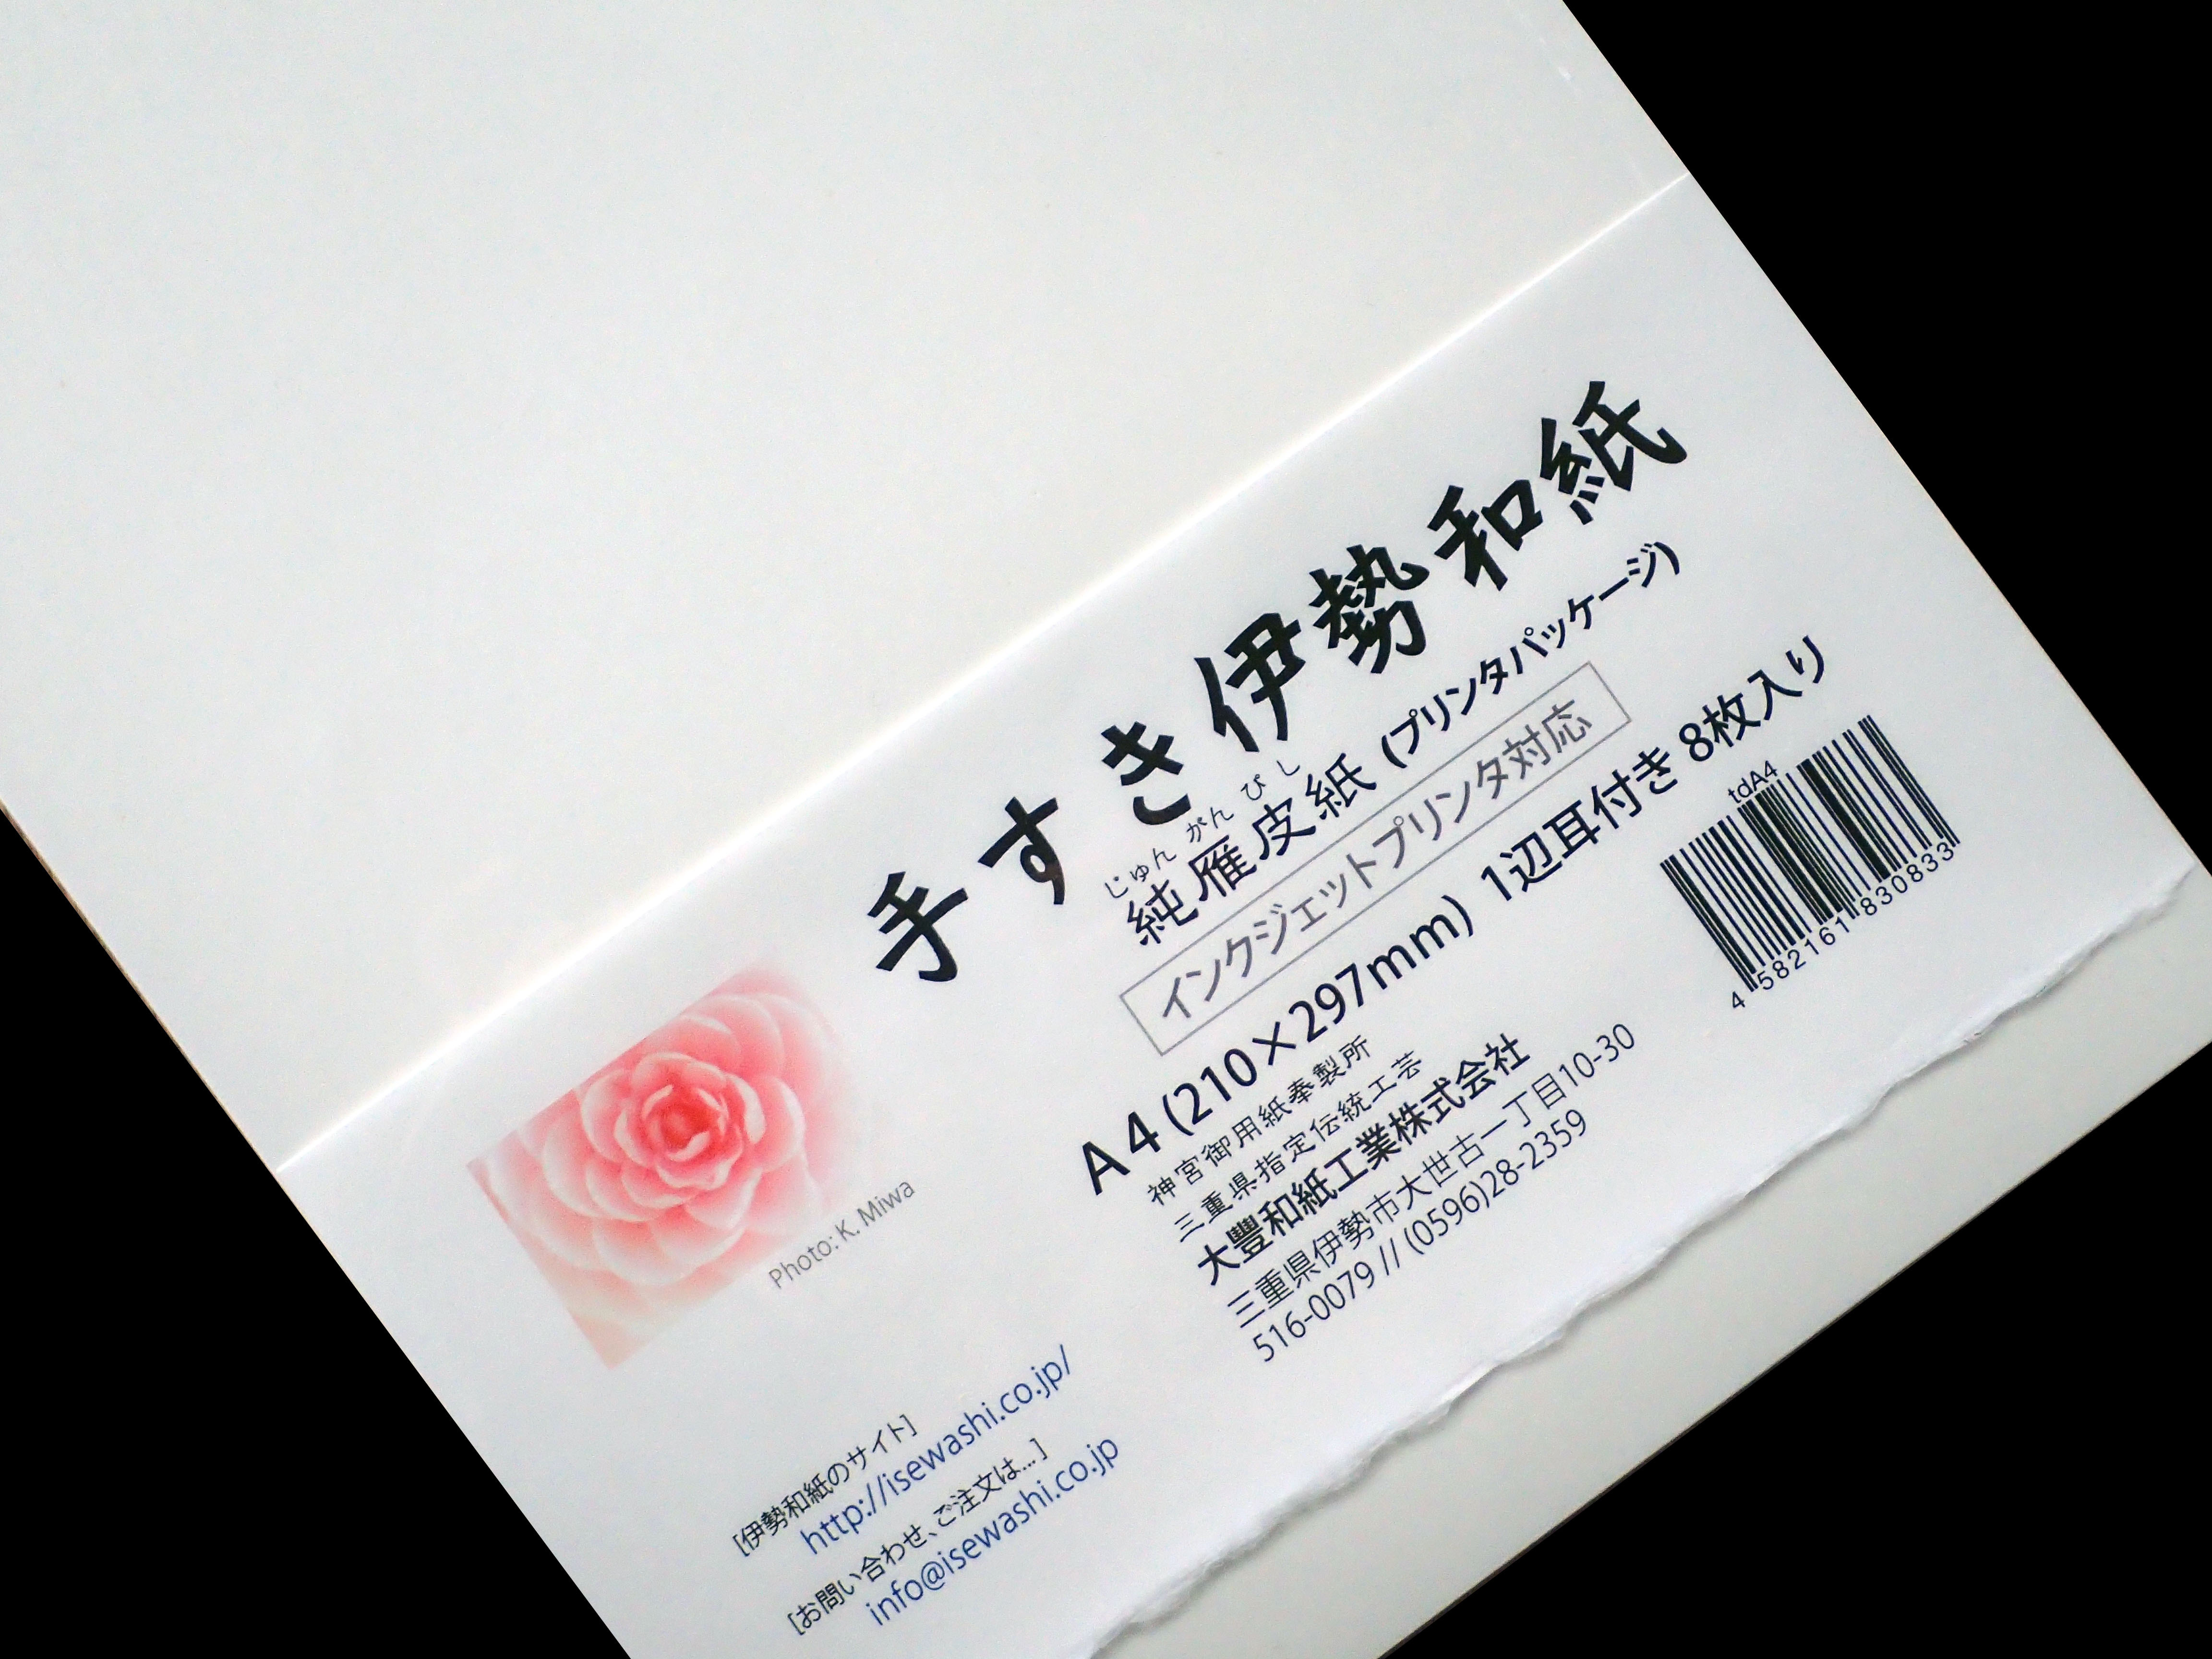 手すき伊勢和紙
じゅん がん ぴ し
純雁皮紙 (プリンタパッケージ)
インクジェットプリンタ対応
A4 (210×297mm) 1辺耳付き 8枚入り
tdA4
4 582161 830833
神宮御用紙奉製所
三重県指定伝統工芸
大豐和紙工業株式会社
三重県伊勢市大世古一丁目10-30
516-0079 // (0596)28-2359
Photo: K. Miwa
[伊勢和紙のサイト]
http://isewashi.co.jp/
[お問い合わせ、ご注文は...]
info@isewashi.co.jp